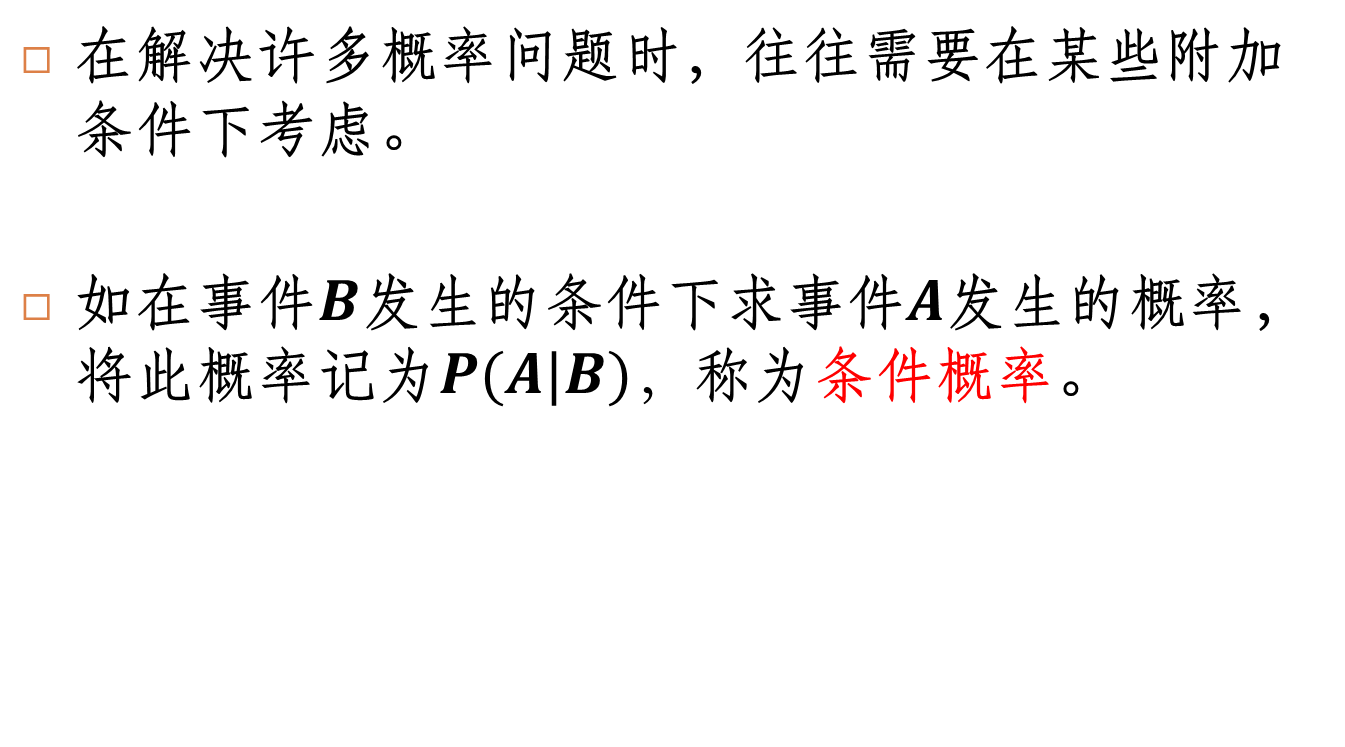 在解决许多概率问题时，往往需要在某些附加
条件下考虑。
如在事件B发生的条件下求事件A发生的概率，
将此概率记为P(A|B)，称为条件概率。